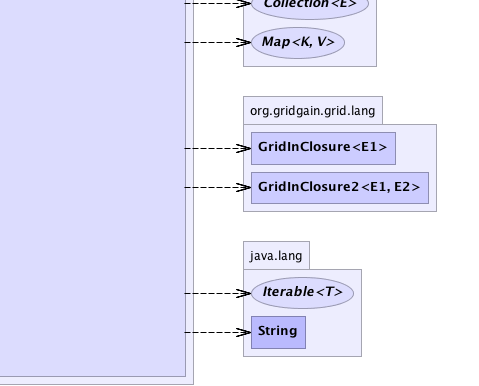 Collection<E>
Map<K, V>
org.gridgain.grid.lang
GridInClosure<E1>
GridInClosure2<E1, E2>
java.lang
Iterable<T>
String